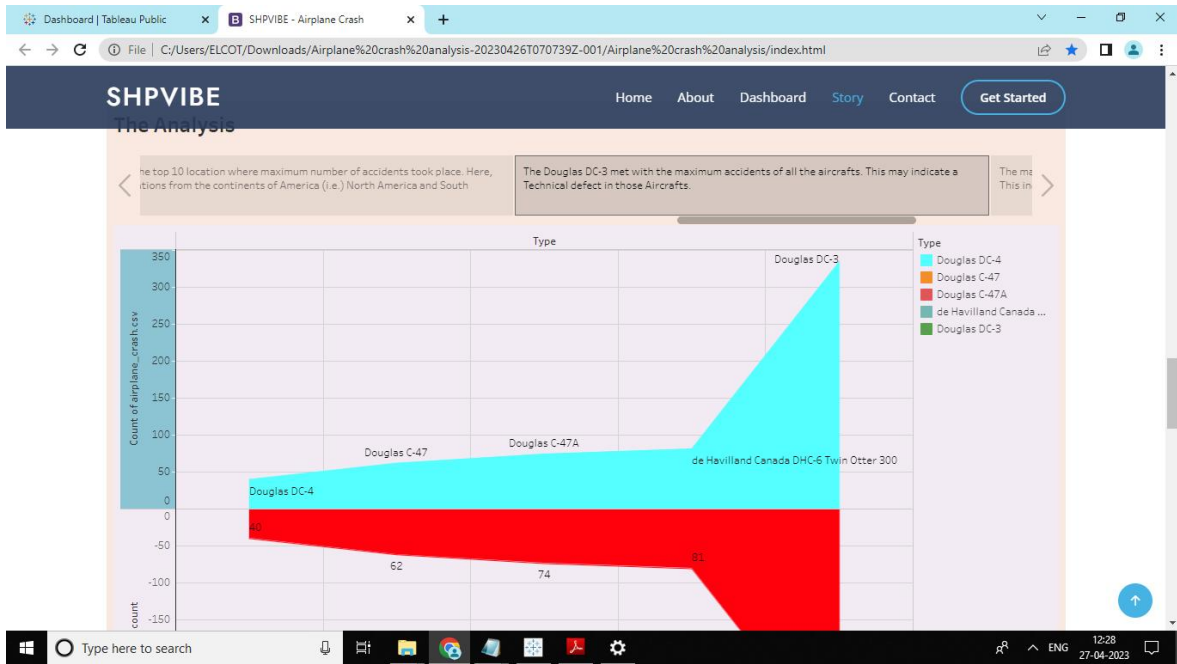 Dashboard | Tableau Public
SHPVIBE - Airplane Crash
File | C:/Users/ELCOT/Downloads/Airplane%20crash%20analysis-20230426T070739Z-001/Airplane%20crash%20analysis/index.html
SHPVIBE
Home About Dashboard Story Contact Get Started
The Analysis
he top 10 location where maximum number of accidents took place. Here,
tions from the continents of America (i.e.) North America and South
The Douglas DC-3 met with the maximum accidents of all the aircrafts. This may indicate a
Technical defect in those Aircrafts.
The ma
This in
Type
Count of airplane_crash.csv
350
300
250
200
150
100
50
0
Douglas DC-4
Douglas C-47
Douglas C-47A
de Havilland Canada DHC-6 Twin Otter 300
Douglas DC-3
count
0
-50
-100
-150
40
62
74
81
Type
Douglas DC-4
Douglas C-47
Douglas C-47A
de Havilland Canada ...
Douglas DC-3
Type here to search
ENG
12:28
27-04-2023